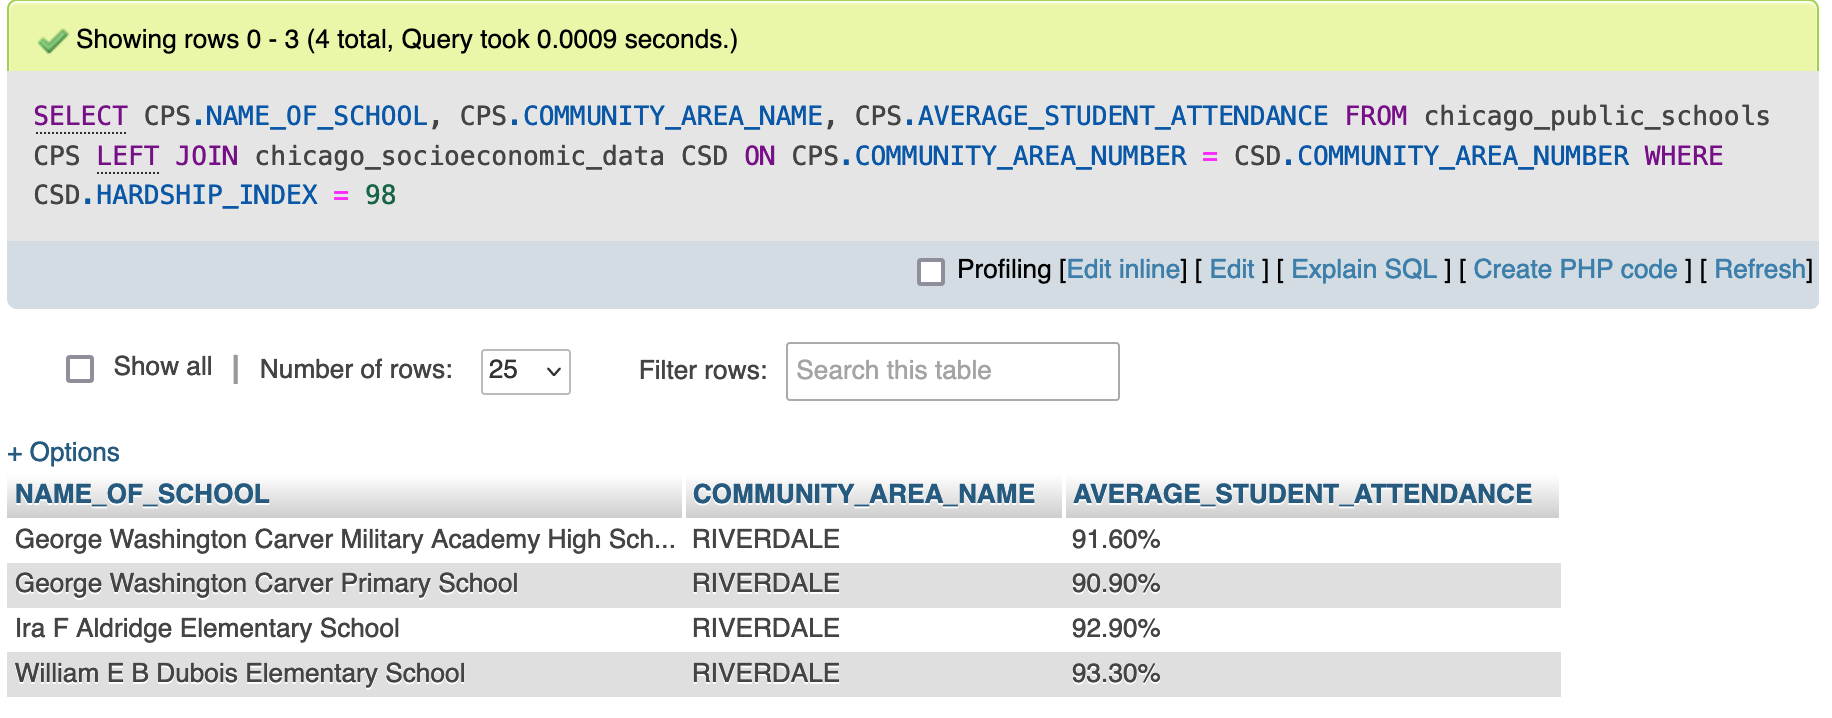 Showing rows 0 - 3 (4 total, Query took 0.0009 seconds.)
SELECT CPS.NAME_OF_SCHOOL, CPS.COMMUNITY_AREA_NAME, CPS.AVERAGE_STUDENT_ATTENDANCE FROM chicago_public_schools
CPS LEFT JOIN chicago_socioeconomic_data CSD ON CPS.COMMUNITY_AREA_NUMBER = CSD.COMMUNITY_AREA_NUMBER WHERE
CSD.HARDSHIP_INDEX = 98
Profiling [Edit inline] [ Edit ] [ Explain SQL ] [ Create PHP code ] [ Refresh]
Show all | Number of rows: 25 Filter rows: Search this table
+ Options
NAME_OF_SCHOOL COMMUNITY_AREA_NAME AVERAGE_STUDENT_ATTENDANCE
George Washington Carver Military Academy High Sch... RIVERDALE 91.60%
George Washington Carver Primary School RIVERDALE 90.90%
Ira F Aldridge Elementary School RIVERDALE 92.90%
William E B Dubois Elementary School RIVERDALE 93.30%